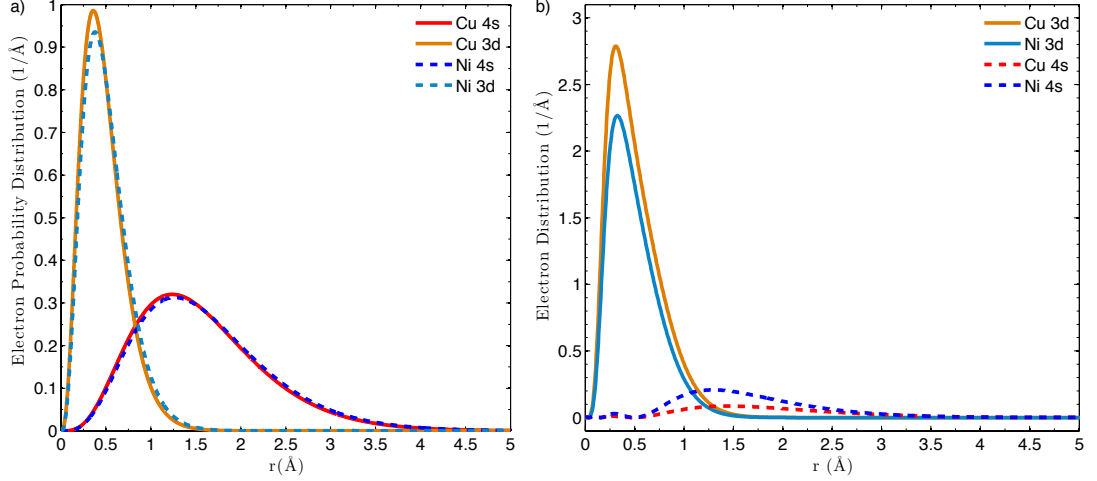 a)
Electron Probability Distribution (1/Å)
1
0.9
0.8
0.7
0.6
0.5
0.4
0.3
0.2
0.1
0
0 0.5 1 1.5 2 2.5 3 3.5 4 4.5 5
r(Å)
Cu 4s
Cu 3d
Ni 4s
Ni 3d
b)
Electron Distribution (1/Å)
3
2.5
2
1.5
1
0.5
0
0 0.5 1 1.5 2 2.5 3 3.5 4 4.5 5
r (Å)
Cu 3d
Ni 3d
Cu 4s
Ni 4s